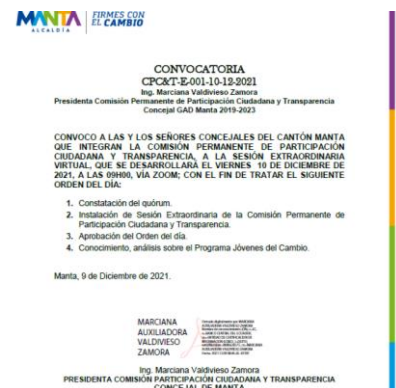 MANTA
ALCALDÍA
FIRMES CON
EL CAMBIO
CONVOCATORIA
CPC&T-E-001-10-12-2021
Ing. Marciana Valdivieso Zamora
Presidenta Comisión Permanente de Participación Ciudadana y Transparencia
Concejal GAD Manta 2019-2023
CONVOCO A LAS Y LOS SEÑORES CONCEJALES DEL CANTÓN MANTA
QUE INTEGRAN LA COMISIÓN PERMANENTE DE PARTICIPACIÓN
CIUDADANA Y TRANSPARENCIA, A LA SESIÓN EXTRAORDINARIA
VIRTUAL, QUE SE DESARROLLARÁ EL VIERNES 10 DE DICIEMBRE DE
2021, A LAS 09H00, VÍA ZOOM; CON EL FIN DE TRATAR EL SIGUIENTE
ORDEN DEL DÍA:
1. Constatación del quórum.
2. Instalación de Sesión Extraordinaria de la Comisión Permanente de
Participación Ciudadana y Transparencia.
3. Aprobación del Orden del día.
4. Conocimiento, análisis sobre el Programa Jóvenes del Cambio.
Manta, 9 de Diciembre de 2021.
MARCIANA
AUXILIADORA
VALDIVIESO
ZAMORA
Ing. Marciana Valdivieso Zamora
PRESIDENTA COMISIÓN PARTICIPACIÓN CIUDADANA Y TRANSPARENCIA
CONCEJAL DE MANTA